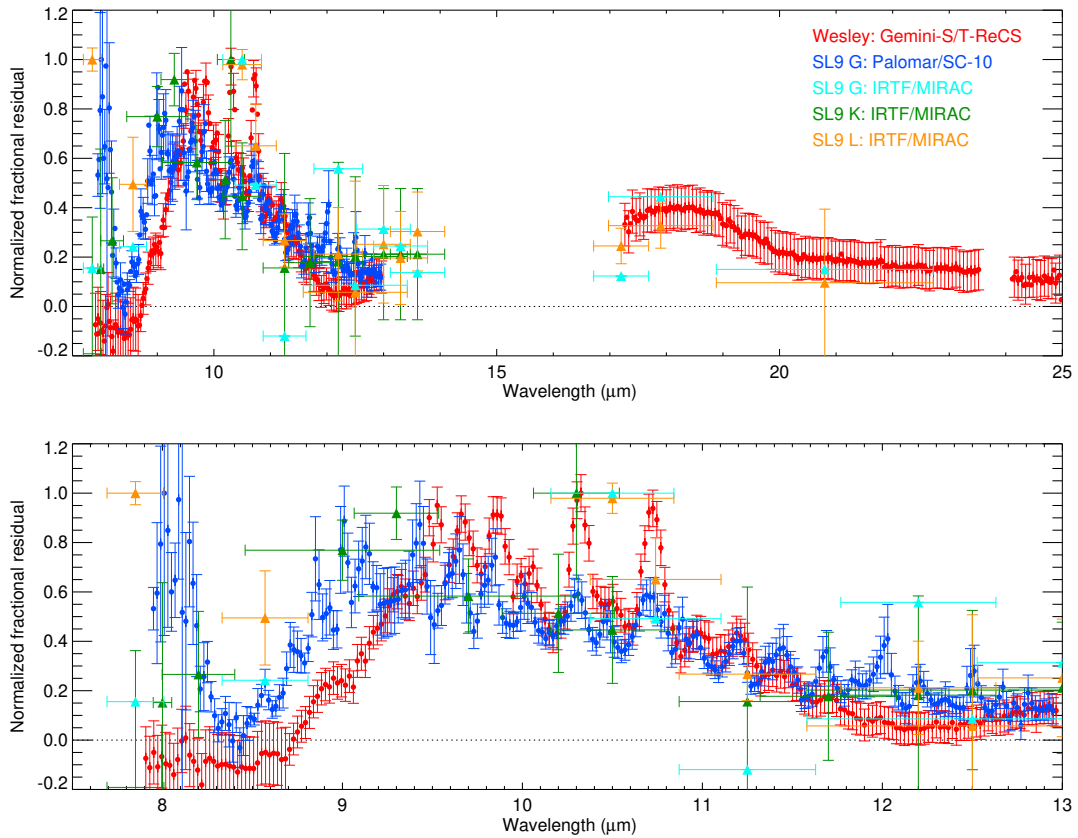 1.2
1.0
0.8
0.6
0.4
0.2
0.0
-0.2
Normalized fractional residual
Wesley: Gemini-S/T-ReCS
SL9 G: Palomar/SC-10
SL9 G: IRTF/MIRAC
SL9 K: IRTF/MIRAC
SL9 L: IRTF/MIRAC
10 15 20 25
Wavelength (μm)
1.2
1.0
0.8
0.6
0.4
0.2
0.0
-0.2
Normalized fractional residual
8 9 10 11 12 13
Wavelength (μm)